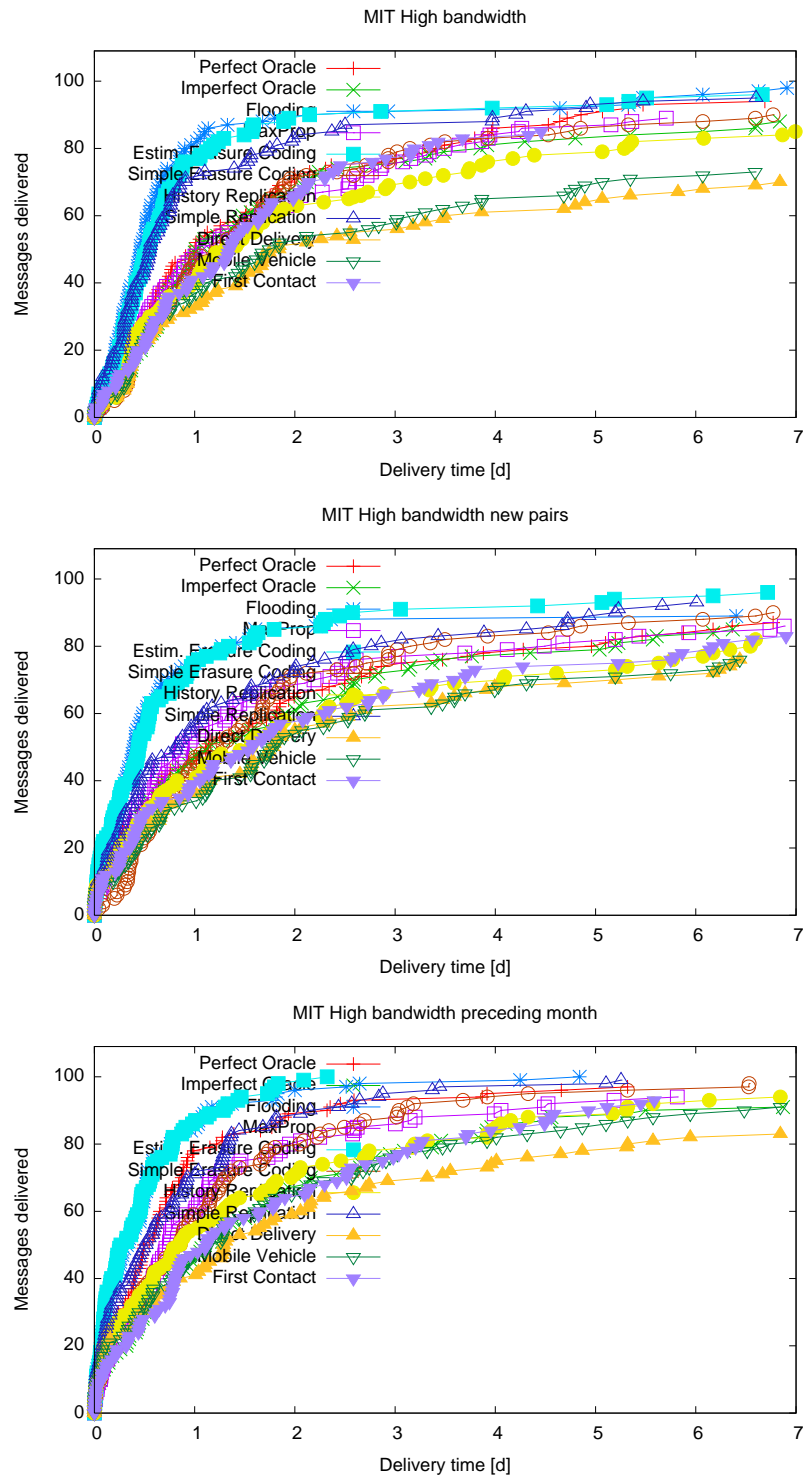 MIT High bandwidth
Messages delivered
100
80
60
40
20
0
Perfect Oracle
Imperfect Oracle
Flooding
MaxProp
Estim. Erasure Coding
Simple Erasure Coding
History Replication
Simple Replication
Direct Delivery
Mobile Vehicle
First Contact
0 1 2 3 4 5 6 7
Delivery time [d]
MIT High bandwidth new pairs
Messages delivered
100
80
60
40
20
0
Perfect Oracle
Imperfect Oracle
Flooding
MaxProp
Estim. Erasure Coding
Simple Erasure Coding
History Replication
Simple Replication
Direct Delivery
Mobile Vehicle
First Contact
0 1 2 3 4 5 6 7
Delivery time [d]
MIT High bandwidth preceding month
Messages delivered
100
80
60
40
20
0
Perfect Oracle
Imperfect Oracle
Flooding
MaxProp
Estim. Erasure Coding
Simple Erasure Coding
History Replication
Simple Replication
Direct Delivery
Mobile Vehicle
First Contact
0 1 2 3 4 5 6 7
Delivery time [d]